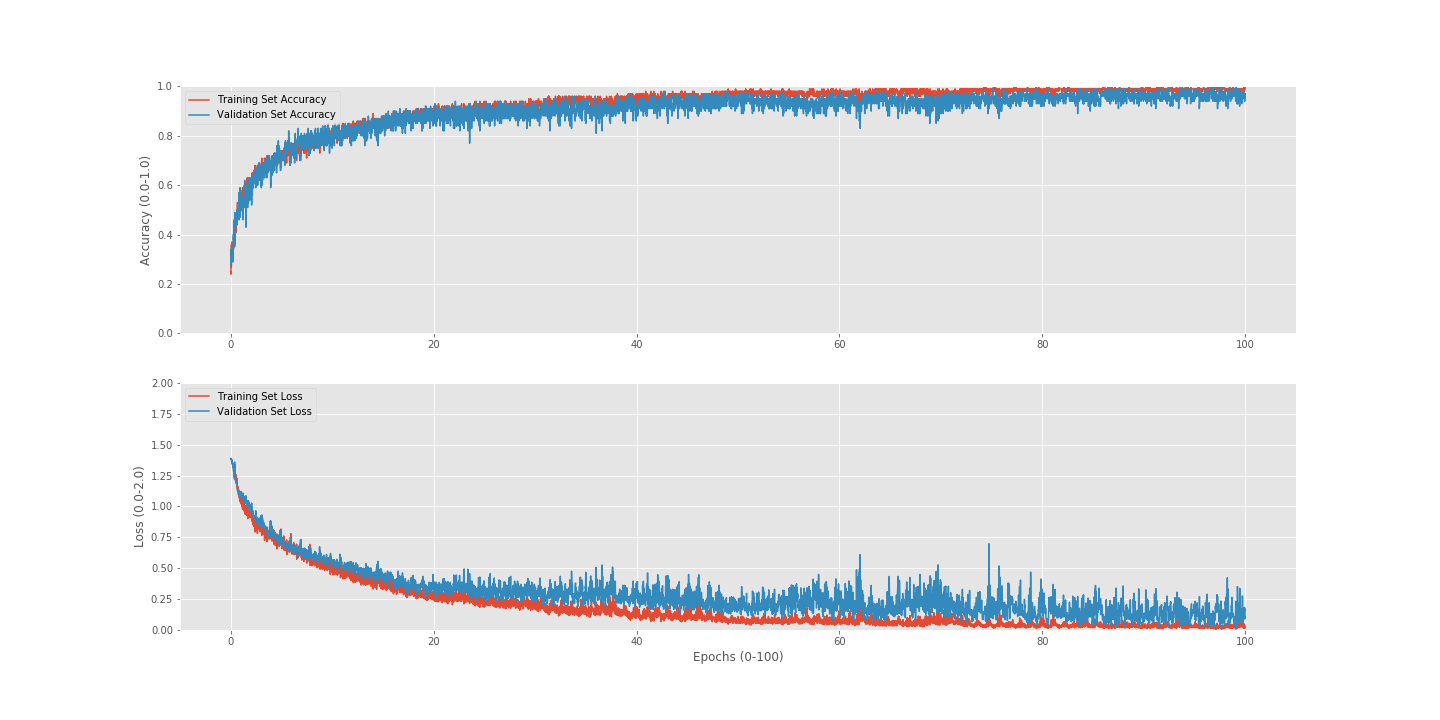 1.0
Training Set Accuracy
Validation Set Accuracy
0.8
0.6
0.4
0.2
0.0
Accuracy (0.0-1.0)
0 20 40 60 80 100
2.00
Training Set Loss
Validation Set Loss
1.75
1.50
1.25
1.00
0.75
0.50
0.25
0.00
Loss (0.0-2.0)
0 20 40 60 80 100
Epochs (0-100)